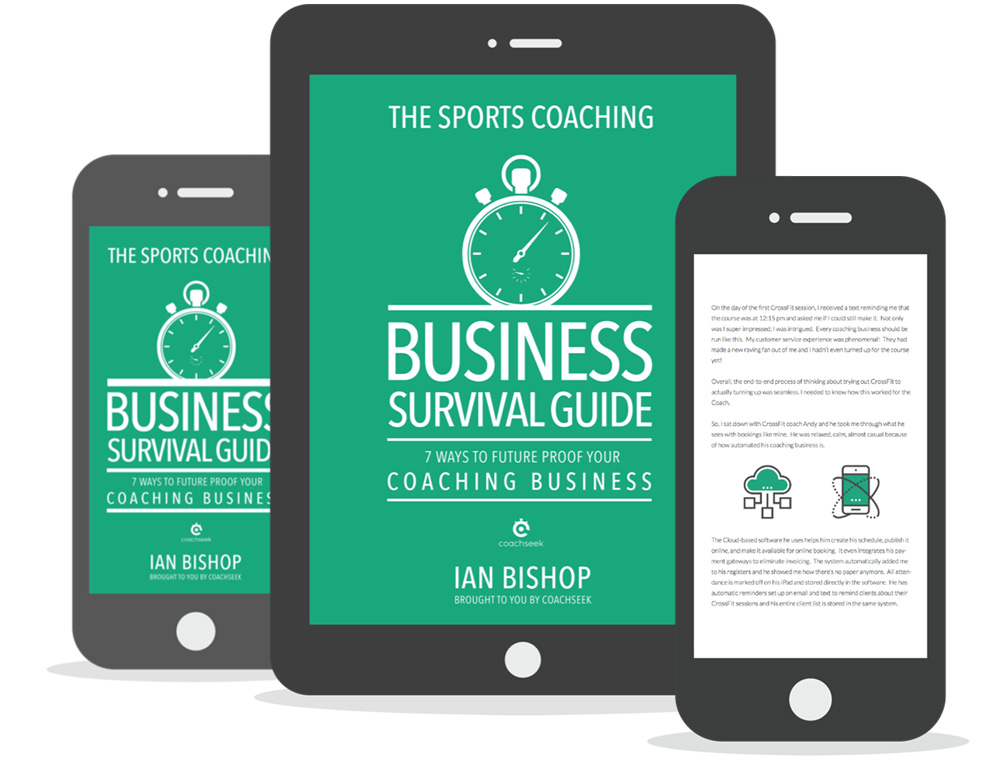 THE SPORTS COACHIN
BUSINESS
SURVIVAL GUID
7 WAYS TO FUTURE PROOF YOUR
COACHING BUSINES
coachseek
IAN BISHOP
BROUGHT TO YOU BY COACHSEEK
THE SPORTS COACHING
BUSINESS
SURVIVAL GUIDE
7 WAYS TO FUTURE PROOF YOUR
COACHING BUSINESS
coachseek
IAN BISHOP
BROUGHT TO YOU BY COACHSEEK
On the day of the first CrossFit session, I received a text reminding me that
the course was at 12:15 pm and asked me if I could still make it. Not only
was I super impressed; I was intrigued. Every coaching business should be
run like this. My customer service experience was phenomenal! They had
made a new raving fan out of me and I hadn't even turned up for the course
yet!
Overall, the end-to-end process of thinking about trying out CrossFit to
actually turning up was seamless. I needed to know how this worked for the
Coach.
So, I sat down with CrossFit coach Andy and he took me through what he
sees with bookings like mine. He was relaxed, calm, almost casual because
of how automated his coaching business is.
The Cloud-based software he uses helps him create his schedule, publish it
online, and make it available for online booking. It even integrates his pay-
ment gateways to eliminate invoicing. The system automatically added me
to his registers and he showed me how there's no paper anymore. All atten-
dance is marked off on his iPad and stored directly in the software. He has
automatic reminders set up on email and text to remind clients about their
CrossFit sessions and his entire client list is stored in the same system.